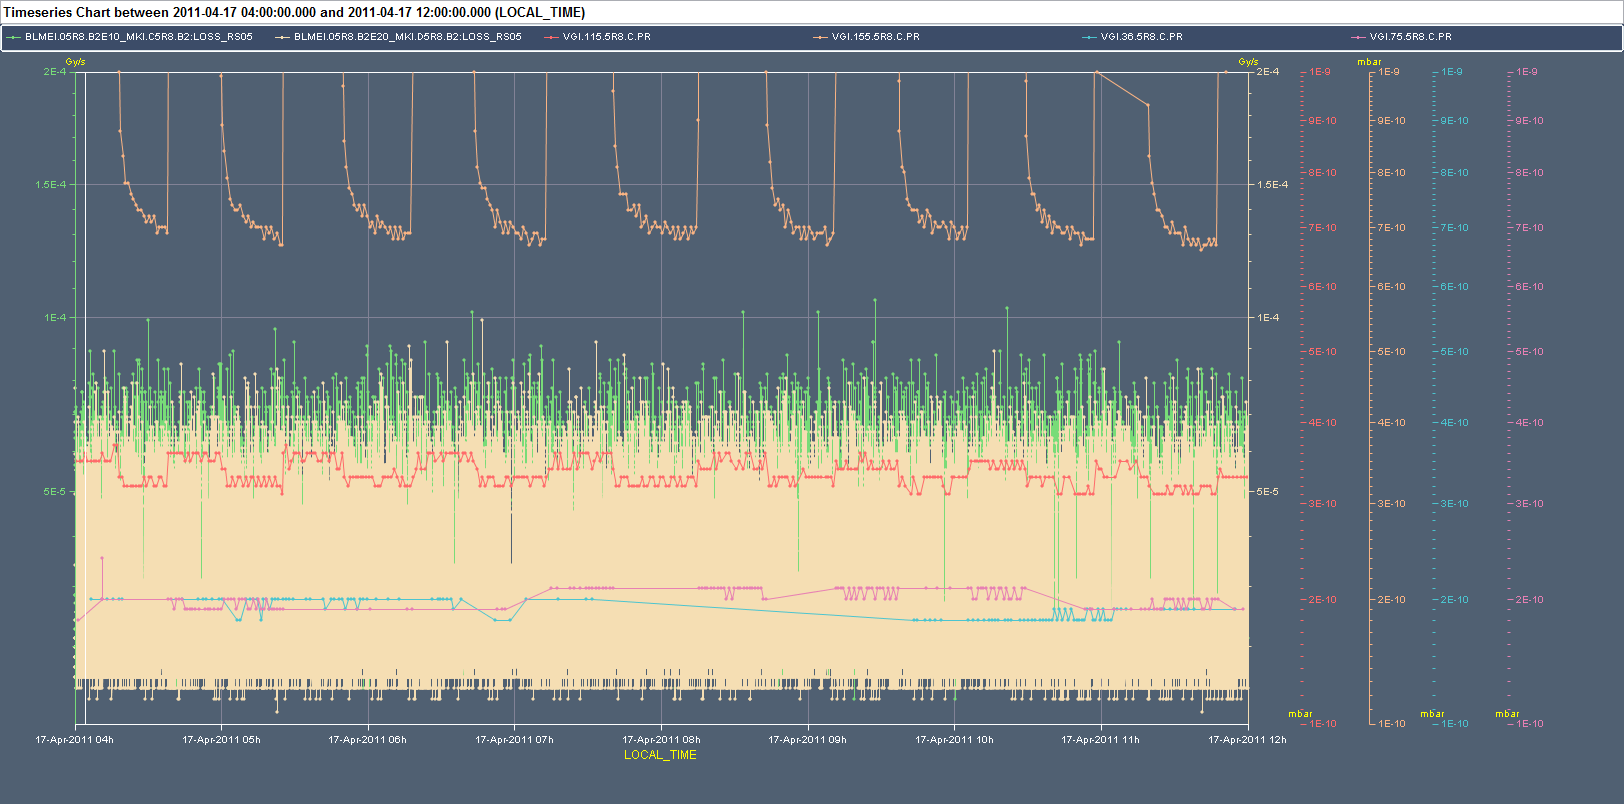 Timeseries Chart between 2011-04-17 04:00:00.000 and 2011-04-17 12:00:00.000 (LOCAL_TIME)
BLMEI.05R8.B2E10_MKI.C5R8.B2:LOSS_RS05 BLMEI.05R8.B2E20_MKI.D5R8.B2:LOSS_RS05 VGI.115.5R8.C.PR VGI.155.5R8.C.PR VGI.36.5R8.C.PR VGI.75.5R8.C.PR
Gy/s Gy/s mbar
2E-4 2E-4 1E-9 1E-9 1E-9 1E-9
9E-10 9E-10 9E-10 9E-10
8E-10 8E-10 8E-10 8E-10
1.5E-4 1.5E-4
7E-10 7E-10 7E-10 7E-10
6E-10 6E-10 6E-10 6E-10
1E-4 1E-4
5E-10 5E-10 5E-10 5E-10
4E-10 4E-10 4E-10 4E-10
5E-5 5E-5
3E-10 3E-10 3E-10 3E-10
2E-10 2E-10 2E-10 2E-10
mbar mbar mbar
1E-10 1E-10 1E-10 1E-10
17-Apr-2011 04h 17-Apr-2011 05h 17-Apr-2011 06h 17-Apr-2011 07h 17-Apr-2011 08h 17-Apr-2011 09h 17-Apr-2011 10h 17-Apr-2011 11h 17-Apr-2011 12h
LOCAL_TIME